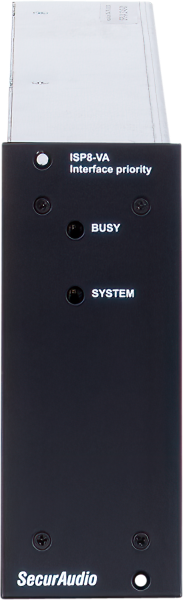 ISP8-VA
Interface priority
BUSY
SYSTEM
SecurAudio